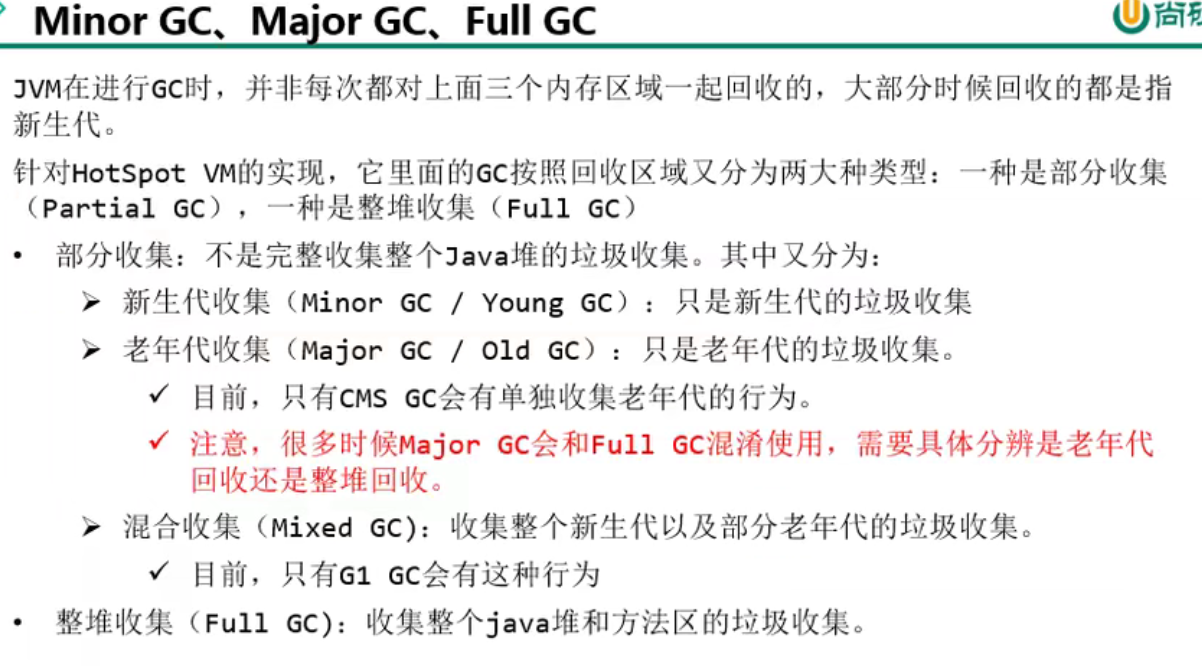 Minor GC、Major GC、Full GC
尚硅
JVM在进行GC时，并非每次都对上面三个内存区域一起回收的，大部分时候回收的都是指
新生代。
针对HotSpot VM的实现，它里面的GC按照回收区域又分为两大种类型：一种是部分收集
（Partial GC），一种是整堆收集（Full GC）
• 部分收集：不是完整收集整个Java堆的垃圾收集。其中又分为：
➤ 新生代收集（Minor GC / Young GC）：只是新生代的垃圾收集
➤ 老年代收集（Major GC / Old GC）：只是老年代的垃圾收集。
✓ 目前，只有CMS GC会有单独收集老年代的行为。
✓ 注意，很多时候Major GC会和Full GC混淆使用，需要具体分辨是老年代
回收还是整堆回收。
➤ 混合收集（Mixed GC)：收集整个新生代以及部分老年代的垃圾收集。
✓ 目前，只有G1 GC会有这种行为
• 整堆收集（Full GC)：收集整个java堆和方法区的垃圾收集。